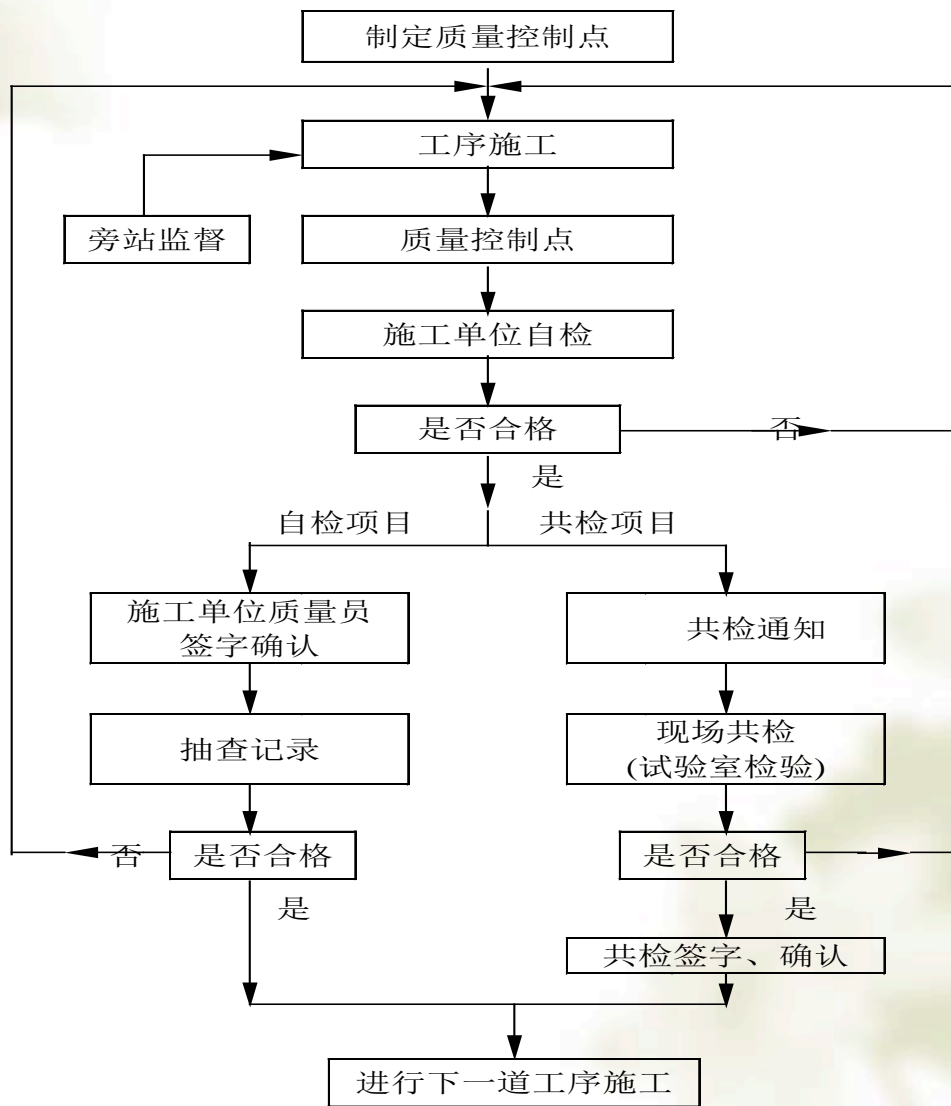 制定质量控制点
工序施工
旁站监督
质量控制点
施工单位自检
是否合格
否
是
自检项目
共检项目
施工单位质量员
签字确认
共检通知
抽查记录
现场共检
(试验室检验)
否
是否合格
是否合格
是
是
共检签字、确认
进行下一道工序施工